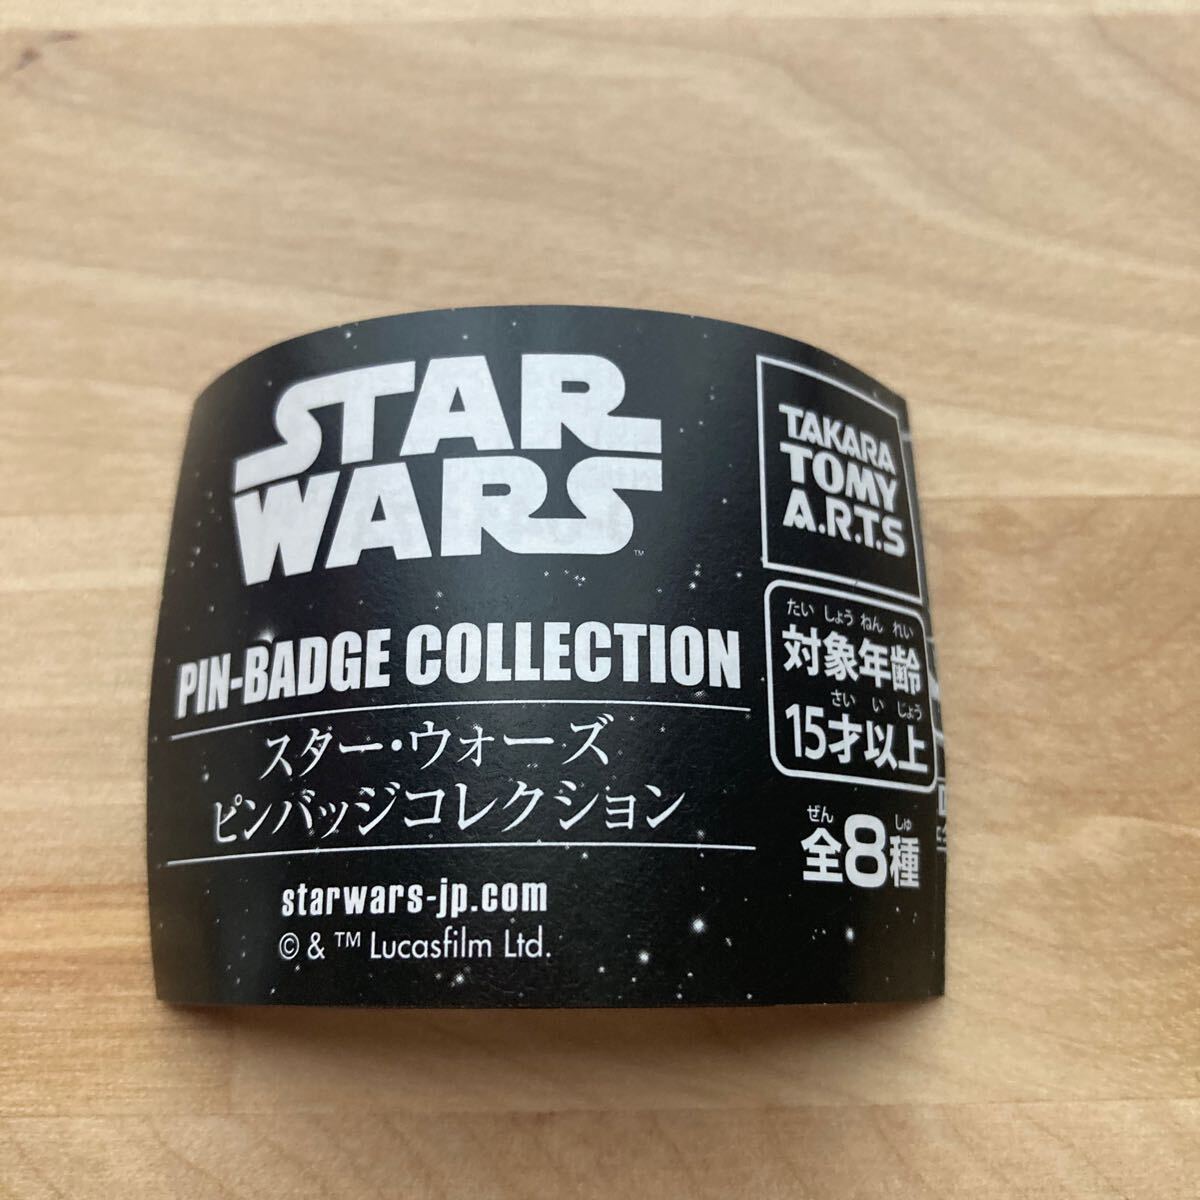 STAR
WARS
™
PIN-BADGE COLLECTION
スター・ウォーズ
ピンバッジコレクション
starwars-jp.com
© & ™ Lucasfilm Ltd.
TAKARA
TOMY
A.R.T.S
たいしょうねんれい
対象年齢
さいいじょう
15才以上
ぜん しゅ
全8種